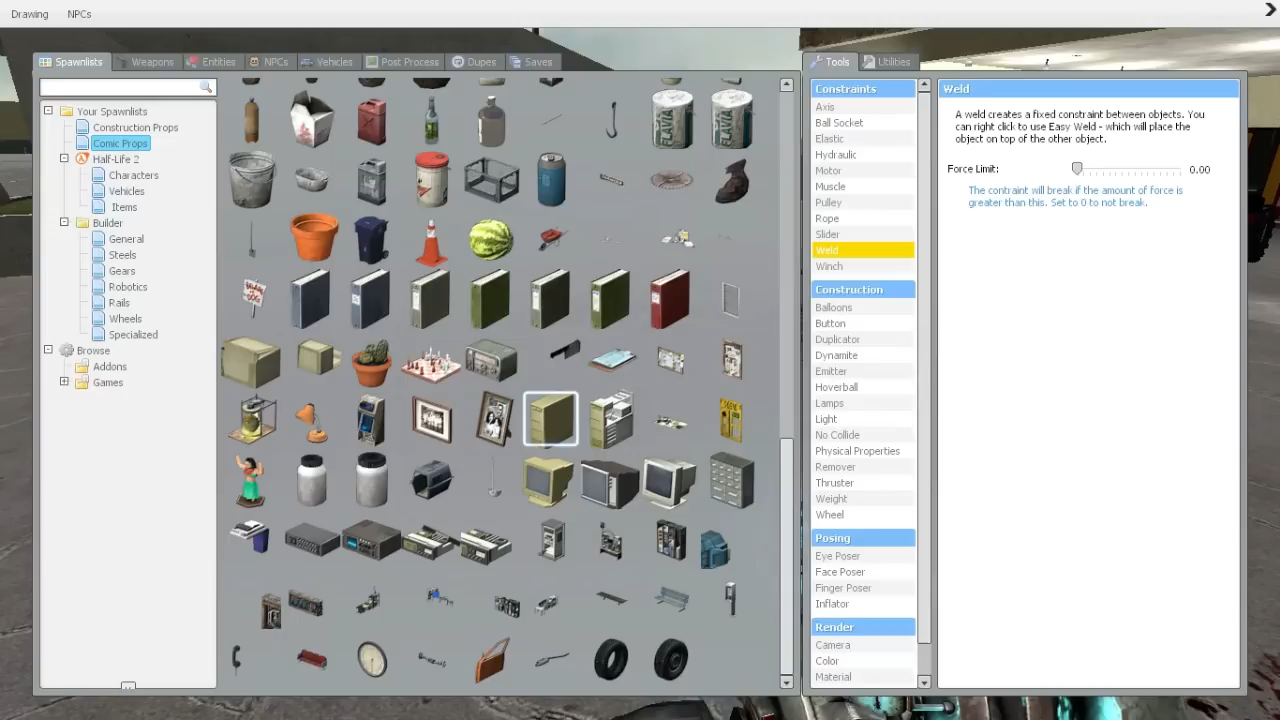 Drawing NPCs
Spawnlists Weapons Entities NPCs Vehicles Post Process Dupes Saves
Tools Utilities
Your Spawnlists
Construction Props
Comic Props
Half-Life 2
Characters
Vehicles
Items
Builder
General
Steels
Gears
Robotics
Rails
Wheels
Specialized
Browse
Addons
Games
FLAVIA
FLAVIA
Constraints
Axis
Ball Socket
Elastic
Hydraulic
Motor
Muscle
Pulley
Rope
Slider
Weld
Winch
Construction
Balloons
Button
Duplicator
Dynamite
Emitter
Hoverball
Lamps
Light
No Collide
Physical Properties
Remover
Thruster
Weight
Wheel
Posing
Eye Poser
Face Poser
Finger Poser
Inflator
Render
Camera
Color
Material
Weld
A weld creates a fixed constraint between objects. You
can right click to use Easy Weld - which will place the
object on top of the other object.
Force Limit: 0.00
The contraint will break if the amount of force is
greater than this. Set to 0 to not break.